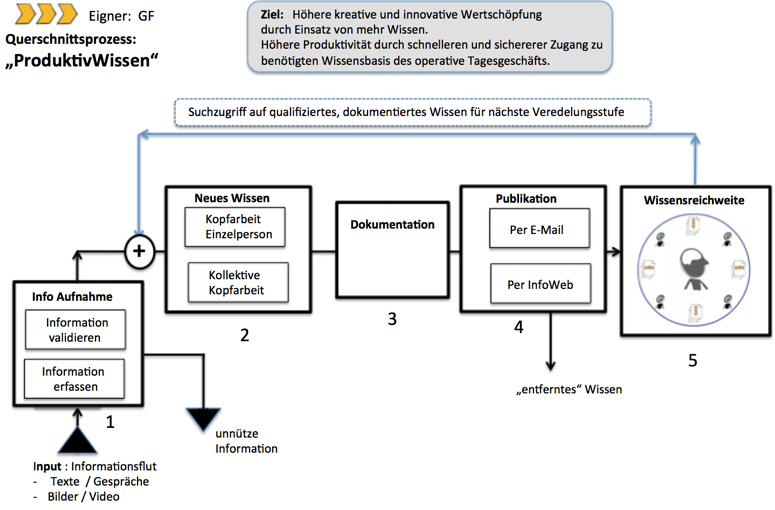 Eigner: GF
Querschnittsprozess:
„ProduktivWissen“
Ziel: Höhere kreative und innovative Wertschöpfung
durch Einsatz von mehr Wissen.
Höhere Produktivität durch schnelleren und sichererer Zugang zu
benötigten Wissensbasis des operative Tagesgeschäfts.
Suchzugriff auf qualifiziertes, dokumentiertes Wissen für nächste Veredelungsstufe
Info Aufnahme
Information
validieren
Information
erfassen
1
Input : Informationsflut
- Texte / Gespräche
- Bilder / Video
unnütze
Information
+
Neues Wissen
Kopfarbeit
Einzelperson
Kollektive
Kopfarbeit
2
Dokumentation
3
Publikation
Per E-Mail
Per InfoWeb
4
„entferntes“ Wissen
Wissensreichweite
5